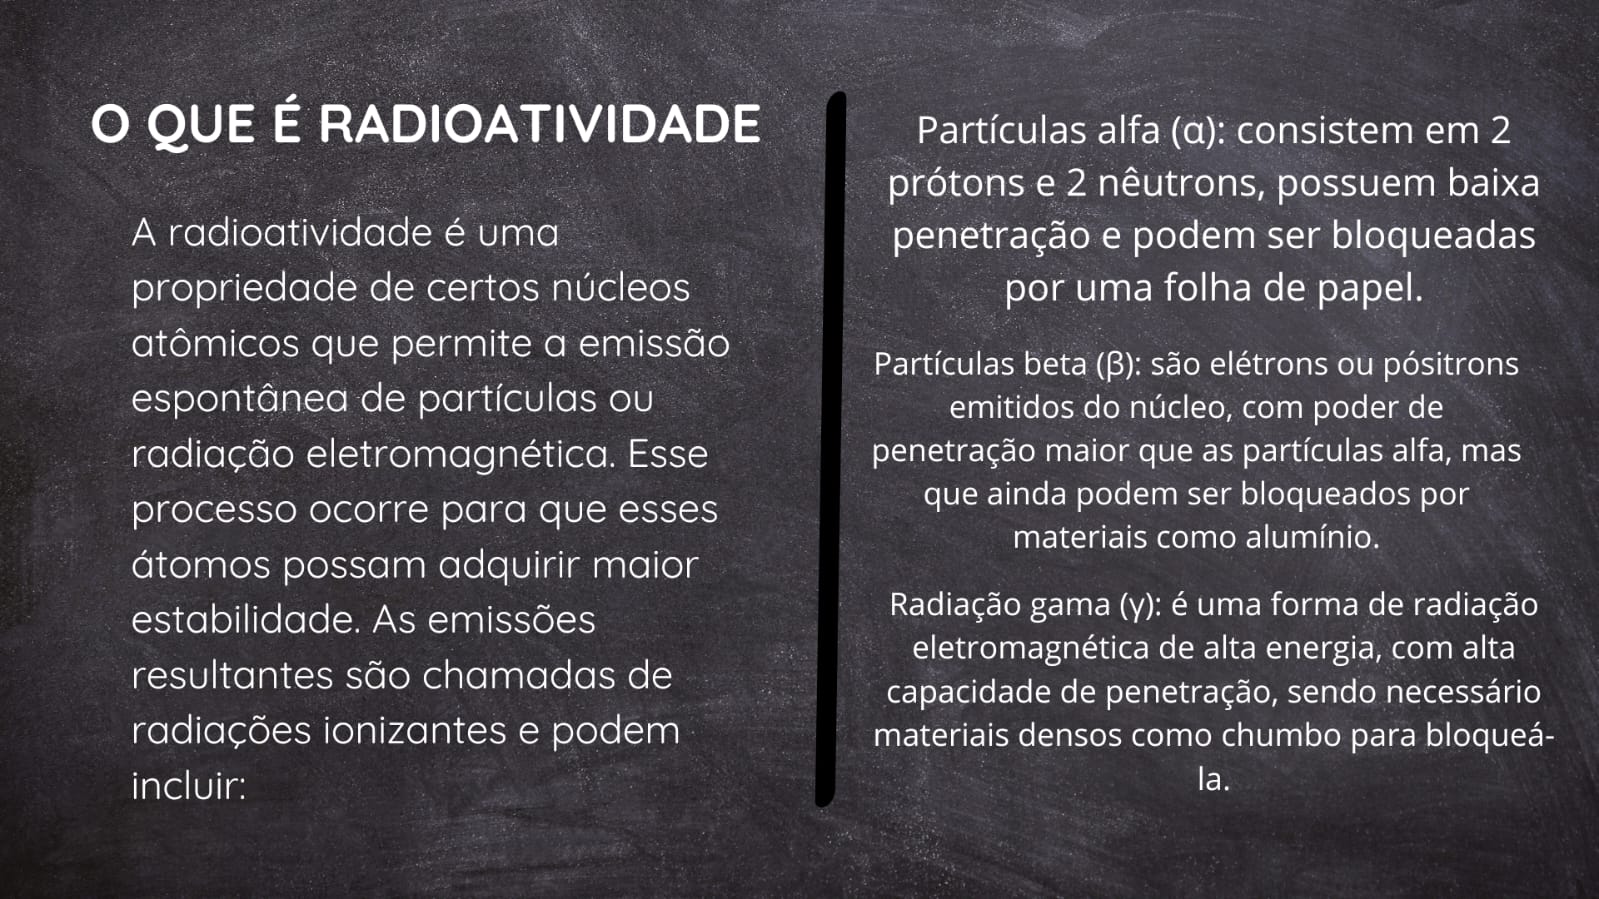 O QUE É RADIOATIVIDADE
A radioatividade é uma
propriedade de certos núcleos
atômicos que permite a emissão
espontânea de partículas ou
radiação eletromagnética. Esse
processo ocorre para que esses
átomos possam adquirir maior
estabilidade. As emissões
resultantes são chamadas de
radiações ionizantes e podem
incluir:
Partículas alfa (α): consistem em 2
prótons e 2 nêutrons, possuem baixa
penetração e podem ser bloqueadas
por uma folha de papel.
Partículas beta (β): são elétrons ou pósitrons
emitidos do núcleo, com poder de
penetração maior que as partículas alfa, mas
que ainda podem ser bloqueados por
materiais como alumínio.
Radiação gama (γ): é uma forma de radiação
eletromagnética de alta energia, com alta
capacidade de penetração, sendo necessário
materiais densos como chumbo para bloqueá-
la.